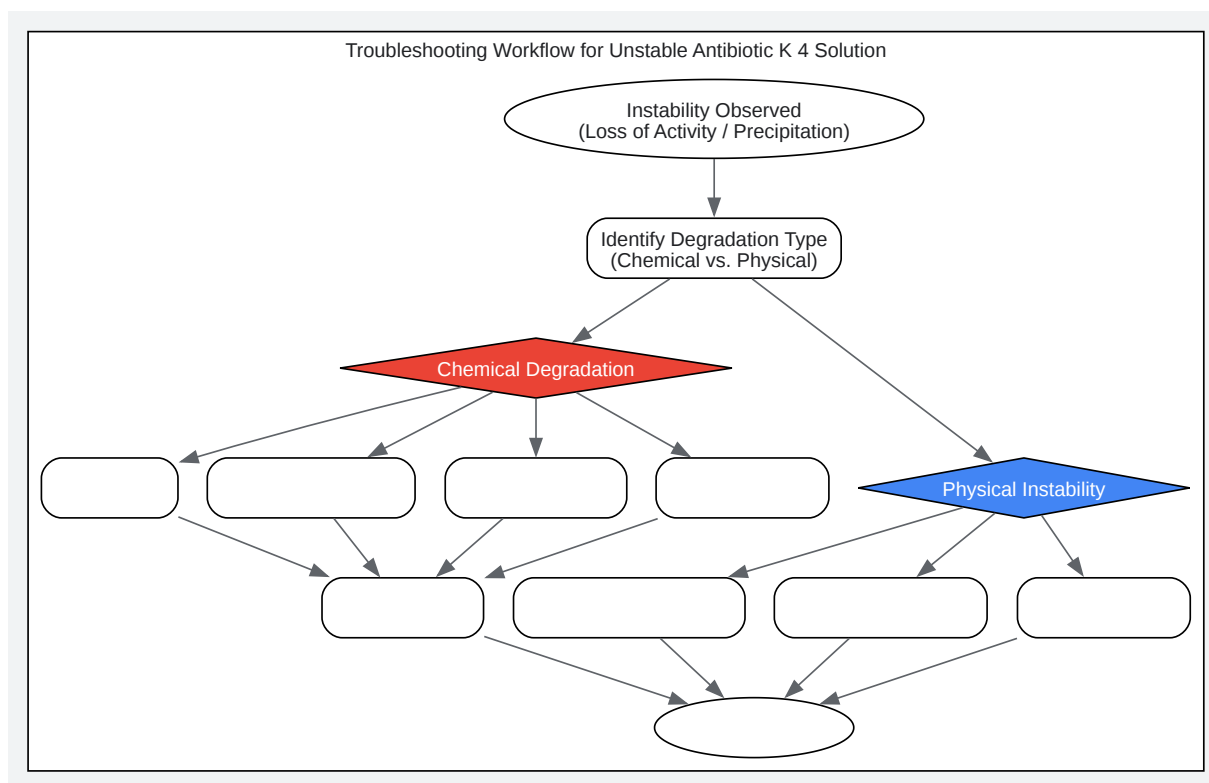 Troubleshooting Workflow for Unstable Antibiotic K 4 Solution
Instability Observed
(Loss of Activity / Precipitation)
Identify Degradation Type
(Chemical vs. Physical)
Chemical Degradation
Physical Instability